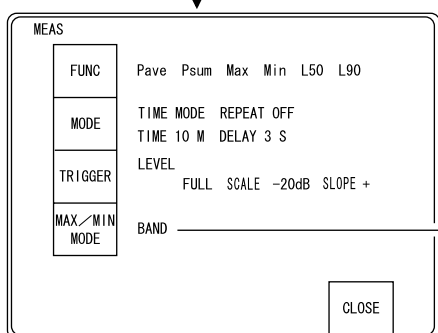 MEAS
FUNC
Pave Psum Max Min L50 L90
MODE
TIME MODE REPEAT OFF
TIME 10 M DELAY 3 S
TRIGGER
LEVEL
FULL SCALE -20dB SLOPE +
MAX／MIN
MODE
BAND
CLOSE